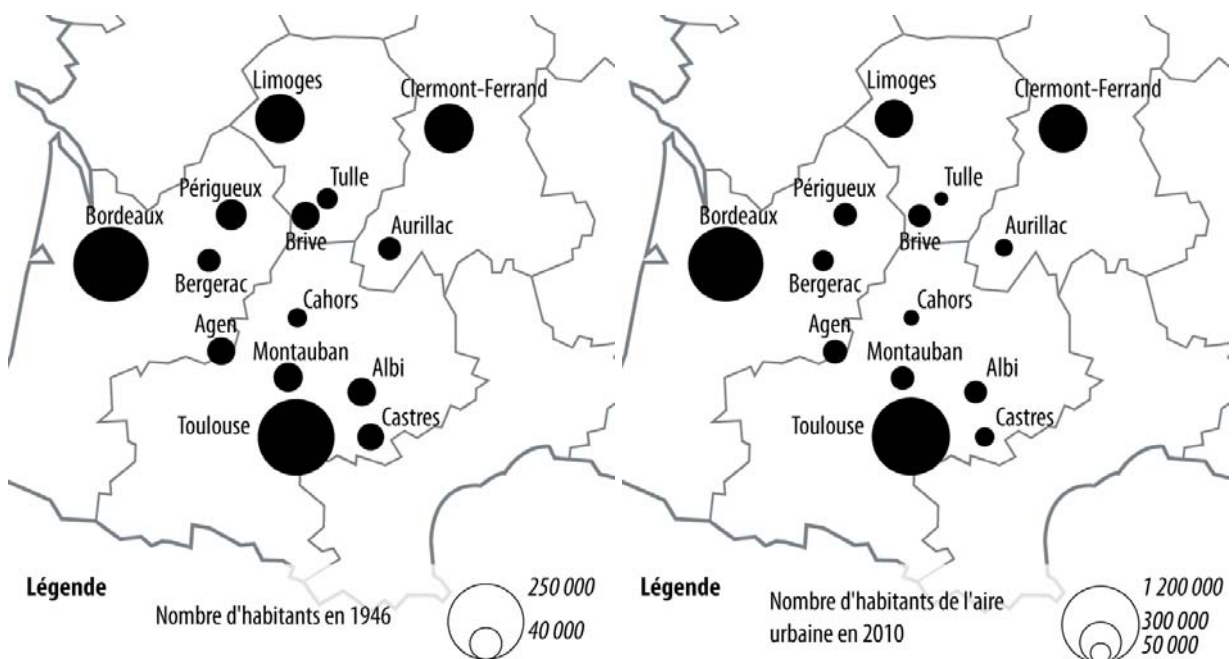 Limoges
Clermont-Ferrand
Tulle
Périgueux
Bordeaux
Brive
Aurillac
Bergerac
Cahors
Agen
Montauban
Albi
Toulouse
Castres
Légende
Nombre d'habitants en 1946
250 000
40 000
Limoges
Clermont-Ferrand
Tulle
Périgueux
Bordeaux
Brive
Aurillac
Bergerac
Cahors
Agen
Montauban
Albi
Toulouse
Castres
Légende
Nombre d'habitants de l'aire
urbaine en 2010
1 200 000
300 000
50 000